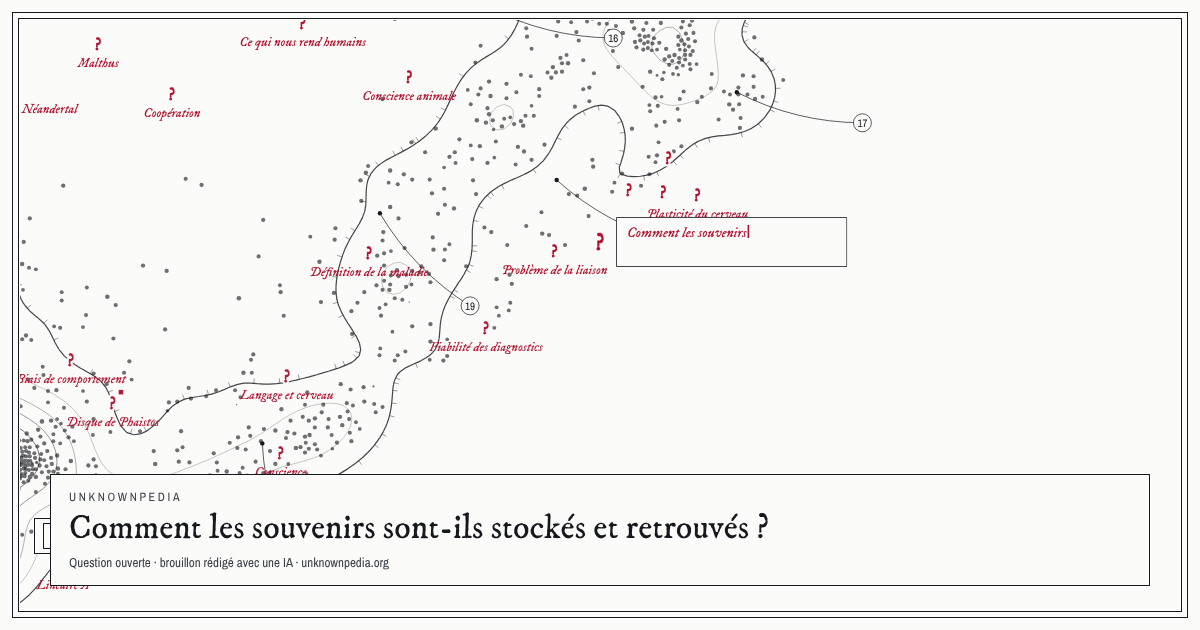 16
Ce qui nous rend humains
Malthus
Conscience animale
Néandertal
Coopération
17
Plasticité du cerveau
Comment les souvenirs
Définition de la maladie
Problème de la liaison
19
Fiabilité des diagnostics
Biais de comportement
Langage et cerveau
Disque de Phaistos
Conscience
UNKNOWNPEDIA
Comment les souvenirs sont-ils stockés et retrouvés ?
Question ouverte · brouillon rédigé avec une IA · unknownpedia.org
Linéaire A